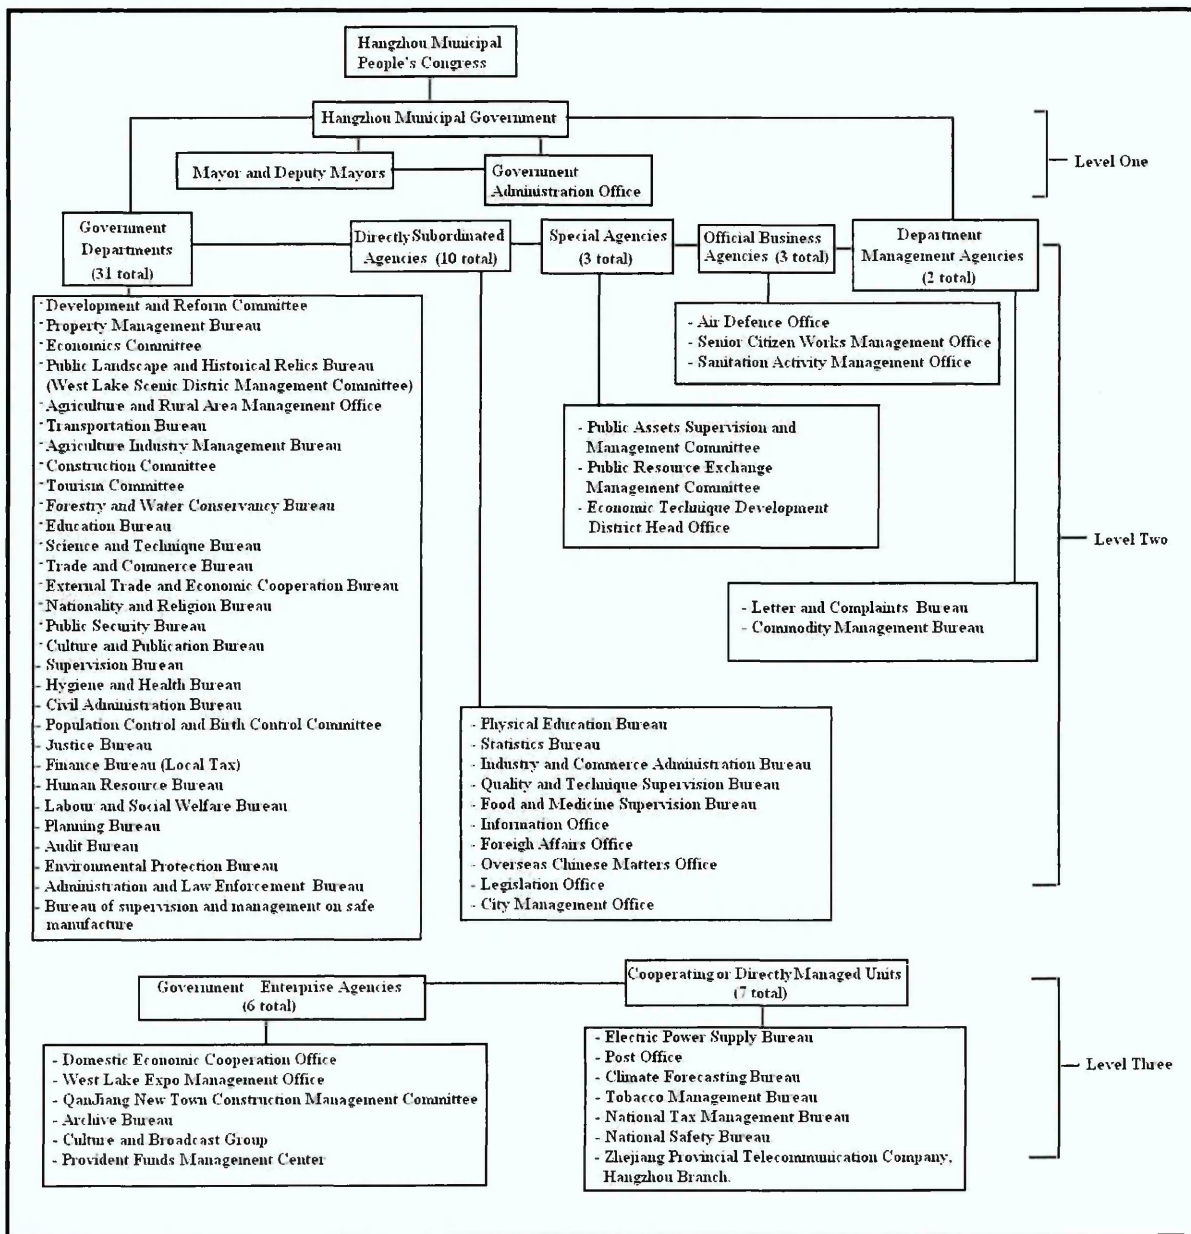 Hangzhou Municipal
People's Congress
Hangzhou Municipal Government
Mayor and Deputy Mayors
Government
Administration Office
Level One
Government
Departments
(31 total)
Directly Subordinated
Agencies (10 total)
Special Agencies
(3 total)
Official Business
Agencies (3 total)
Department
Management Agencies
(2 total)
- Development and Reform Committee
- Property Management Bureau
- Economics Committee
- Public Landscape and Historical Relics Bureau
(West Lake Scenic District Management Committee)
- Agriculture and Rural Area Management Office
- Transportation Bureau
- Agriculture Industry Management Bureau
- Construction Committee
- Tourism Committee
- Forestry and Water Conservancy Bureau
- Education Bureau
- Science and Technique Bureau
- Trade and Commerce Bureau
- External Trade and Economic Cooperation Bureau
- Nationality and Religion Bureau
- Public Security Bureau
- Culture and Publication Bureau
- Supervision Bureau
- Hygiene and Health Bureau
- Civil Administration Bureau
- Population Control and Birth Control Committee
- Justice Bureau
- Finance Bureau (Local Tax)
- Human Resource Bureau
- Labour and Social Welfare Bureau
- Planning Bureau
- Audit Bureau
- Environmental Protection Bureau
- Administration and Law Enforcement Bureau
- Bureau of supervision and management on safe
manufacture
- Air Defence Office
- Senior Citizen Works Management Office
- Sanitation Activity Management Office
- Public Assets Supervision and
Management Committee
- Public Resource Exchange
Management Committee
- Economic Technique Development
District Head Office
Level Two
- Letter and Complaints Bureau
- Commodity Management Bureau
- Physical Education Bureau
- Statistics Bureau
- Industry and Commerce Administration Bureau
- Quality and Technique Supervision Bureau
- Food and Medicine Supervision Bureau
- Information Office
- Foreigh Affairs Office
- Overseas Chinese Matters Office
- Legislation Office
- City Management Office
Government Enterprise Agencies
(6 total)
Cooperating or Directly Managed Units
(7 total)
- Domestic Economic Cooperation Office
- West Lake Expo Management Office
- QanJiang New Town Construction Management Committee
- Archive Bureau
- Culture and Broadcast Group
- Provident Funds Management Center
- Electric Power Supply Bureau
- Post Office
- Climate Forecasting Bureau
- Tobacco Management Bureau
- National Tax Management Bureau
- National Safety Bureau
- Zhejiang Provincial Telecommunication Company,
Hangzhou Branch.
Level Three